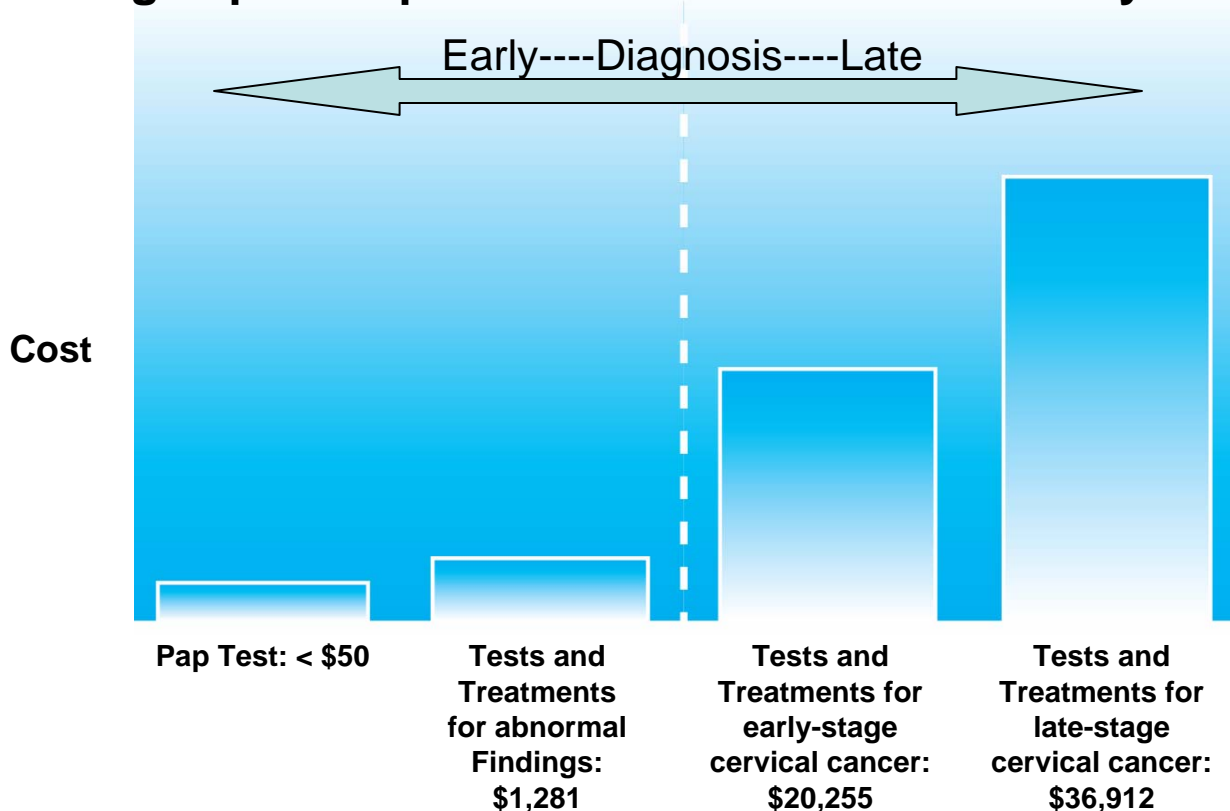 Early----Diagnosis----Late
Cost
Pap Test: < $50
Tests and
Treatments
for abnormal
Findings:
$1,281
Tests and
Treatments for
early-stage
cervical cancer:
$20,255
Tests and
Treatments for
late-stage
cervical cancer:
$36,912